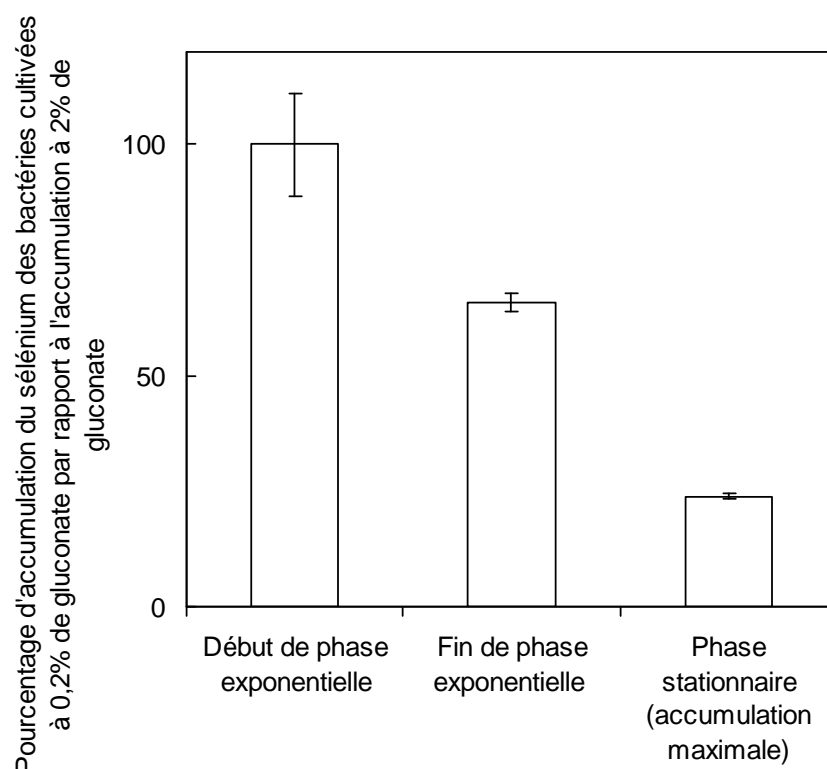 Pourcentage d'accumulation du sélénium des bactéries cultivées
à 0,2% de gluconate par rapport à l'accumulation à 2% de
gluconate
100
50
0
Début de phase
exponentielle
Fin de phase
exponentielle
Phase
stationnaire
(accumulation
maximale)